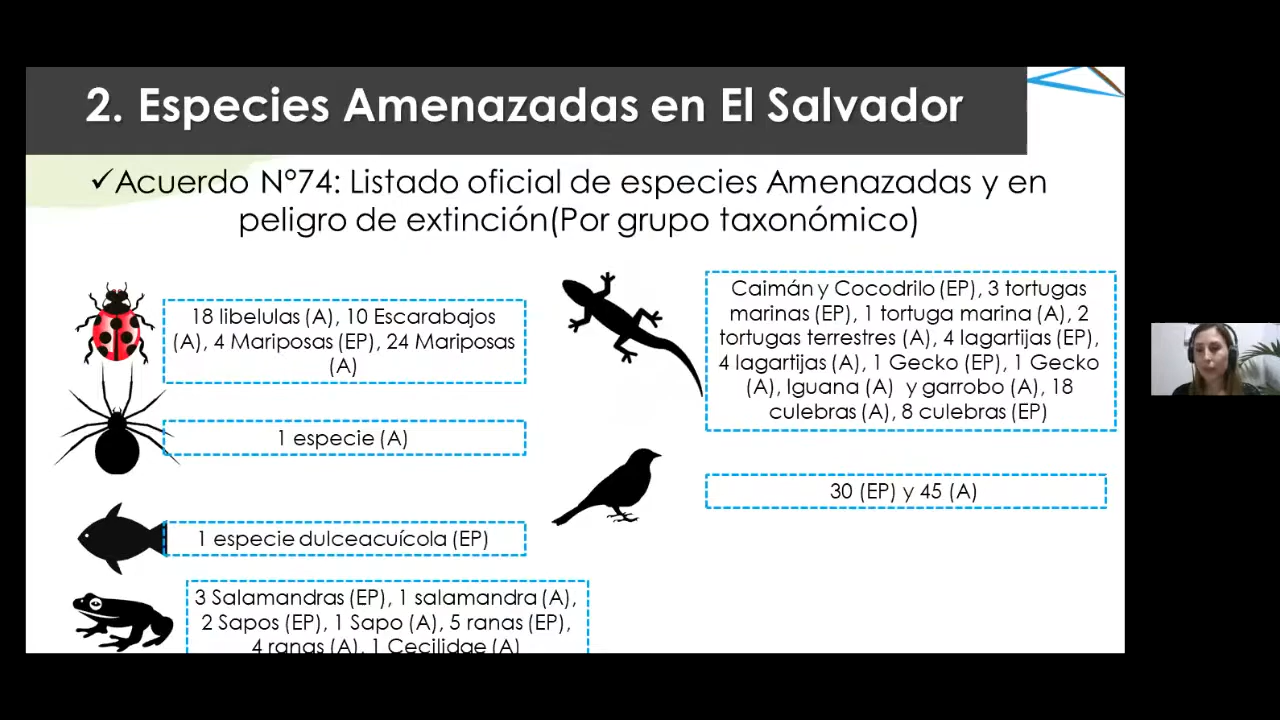 2. Especies Amenazadas en El Salvador
✓Acuerdo N°74: Listado oficial de especies Amenazadas y en
peligro de extinción(Por grupo taxonómico)
18 libelulas (A), 10 Escarabajos
(A), 4 Mariposas (EP), 24 Mariposas
(A)
1 especie (A)
1 especie dulceacuícola (EP)
3 Salamandras (EP), 1 salamandra (A),
2 Sapos (EP), 1 Sapo (A), 5 ranas (EP),
4 ranas (A), 1 Cecilidae (A)
Caimán y Cocodrilo (EP), 3 tortugas
marinas (EP), 1 tortuga marina (A), 2
tortugas terrestres (A), 4 lagartijas (EP),
4 lagartijas (A), 1 Gecko (EP), 1 Gecko
(A), Iguana (A) y garrobo (A), 18
culebras (A), 8 culebras (EP)
30 (EP) y 45 (A)